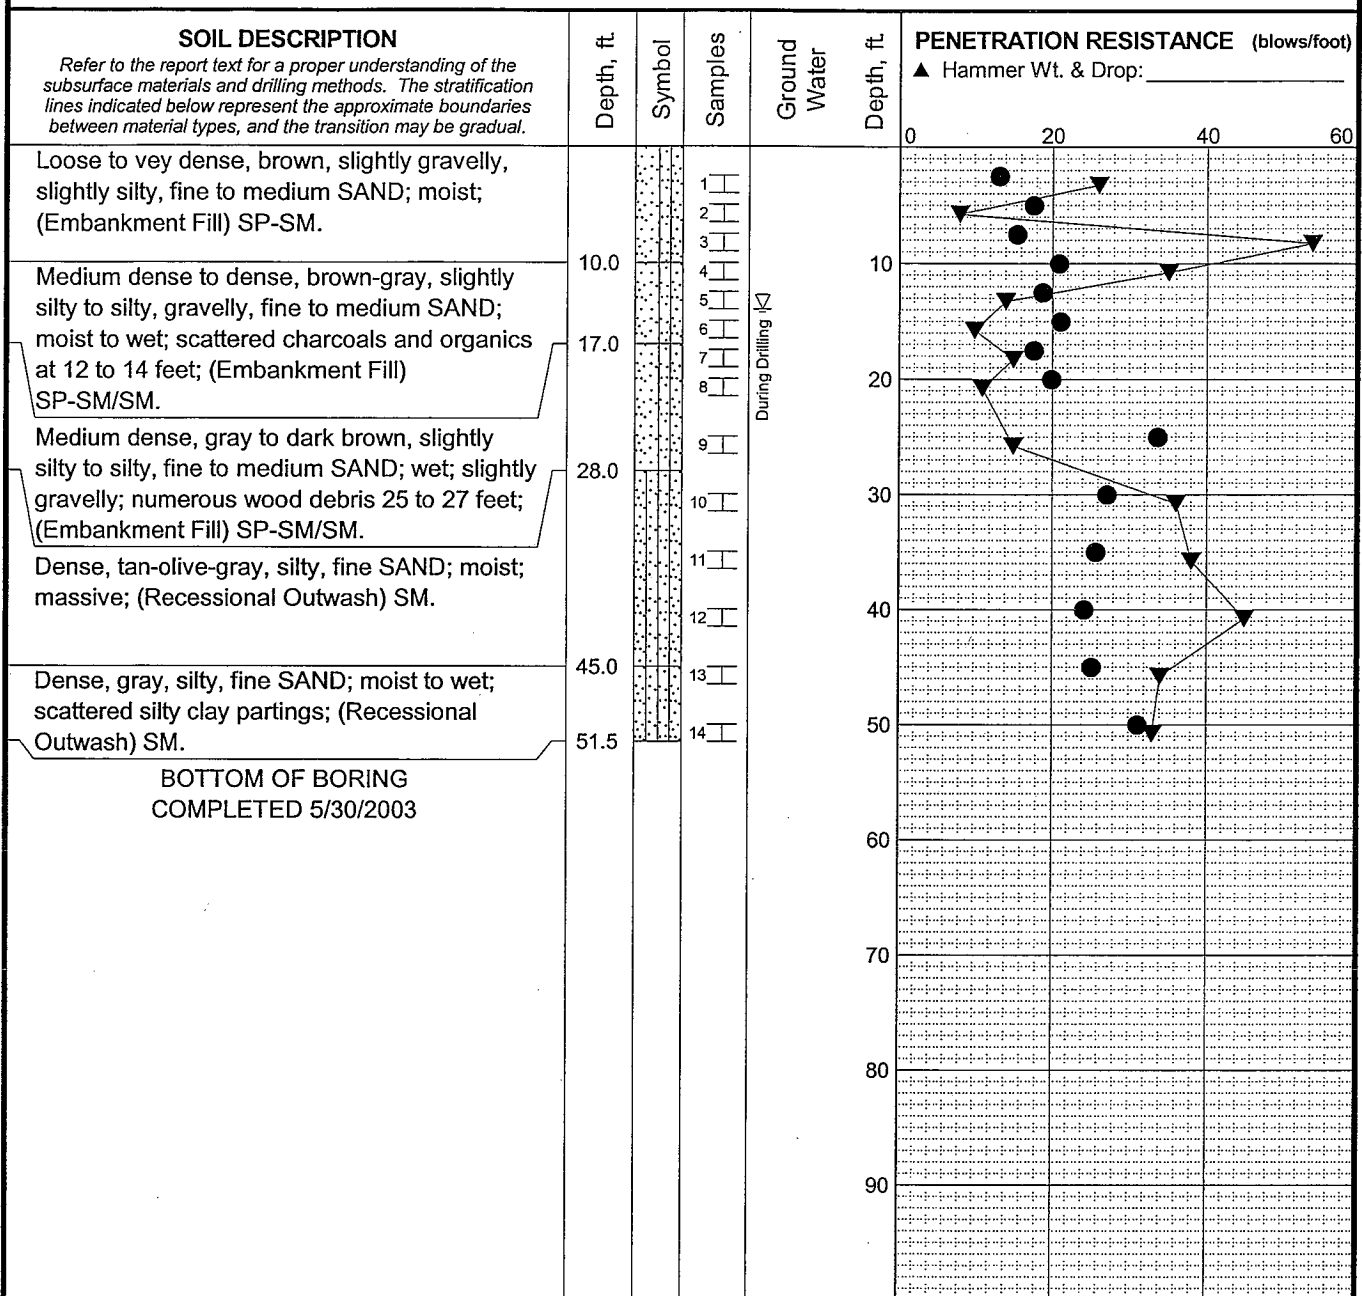 SOIL DESCRIPTION
Refer to the report text for a proper understanding of the
subsurface materials and drilling methods. The stratification
lines indicated below represent the approximate boundaries
between material types, and the transition may be gradual.
Depth, ft.
Symbol
Samples
Ground
Water
Depth, ft.
PENETRATION RESISTANCE (blows/foot)
▲ Hammer Wt. & Drop:
0 20 40 60
Loose to vey dense, brown, slightly gravelly,
slightly silty, fine to medium SAND; moist;
(Embankment Fill) SP-SM.
10.0
Medium dense to dense, brown-gray, slightly
silty to silty, gravelly, fine to medium SAND;
moist to wet; scattered charcoals and organics
at 12 to 14 feet; (Embankment Fill)
SP-SM/SM.
17.0
Medium dense, gray to dark brown, slightly
silty to silty, fine to medium SAND; wet; slightly
gravelly; numerous wood debris 25 to 27 feet;
(Embankment Fill) SP-SM/SM.
28.0
Dense, tan-olive-gray, silty, fine SAND; moist;
massive; (Recessional Outwash) SM.
45.0
Dense, gray, silty, fine SAND; moist to wet;
scattered silty clay partings; (Recessional
Outwash) SM.
51.5
BOTTOM OF BORING
COMPLETED 5/30/2003
1
2
3
4
5
6
7
8
9
10
11
12
13
14
During Drilling
10
20
30
40
50
60
70
80
90